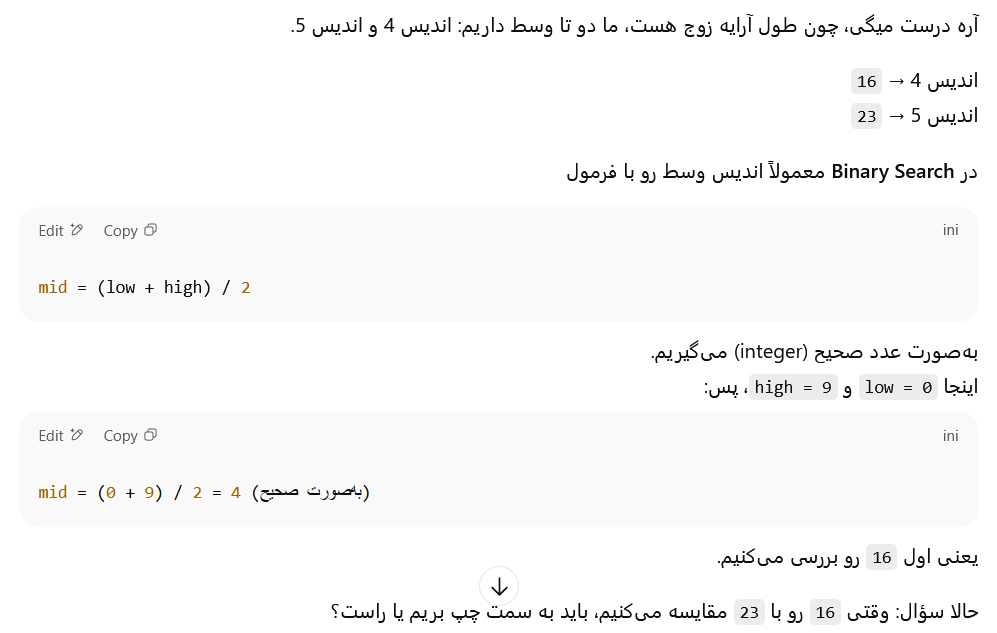 آره درست میگی، چون طول آرایه زوج هست، ما دو تا وسط داریم: اندیس 4 و اندیس 5.
اندیس 4 → 16
اندیس 5 → 23
در Binary Search معمولاً اندیس وسط رو با فرمول
ini
Copy Edit
mid = (low + high) / 2
به‌صورت عدد صحیح (integer) می‌گیریم.
اینجا low = 0 و high = 9، پس:
ini
Copy Edit
mid = (0 + 9) / 2 = 4 (به‌صورت صحیح)
یعنی اول 16 رو بررسی می‌کنیم.
حالا سؤال: وقتی 16 رو با 23 مقایسه می‌کنیم، باید به سمت چپ بریم یا راست؟